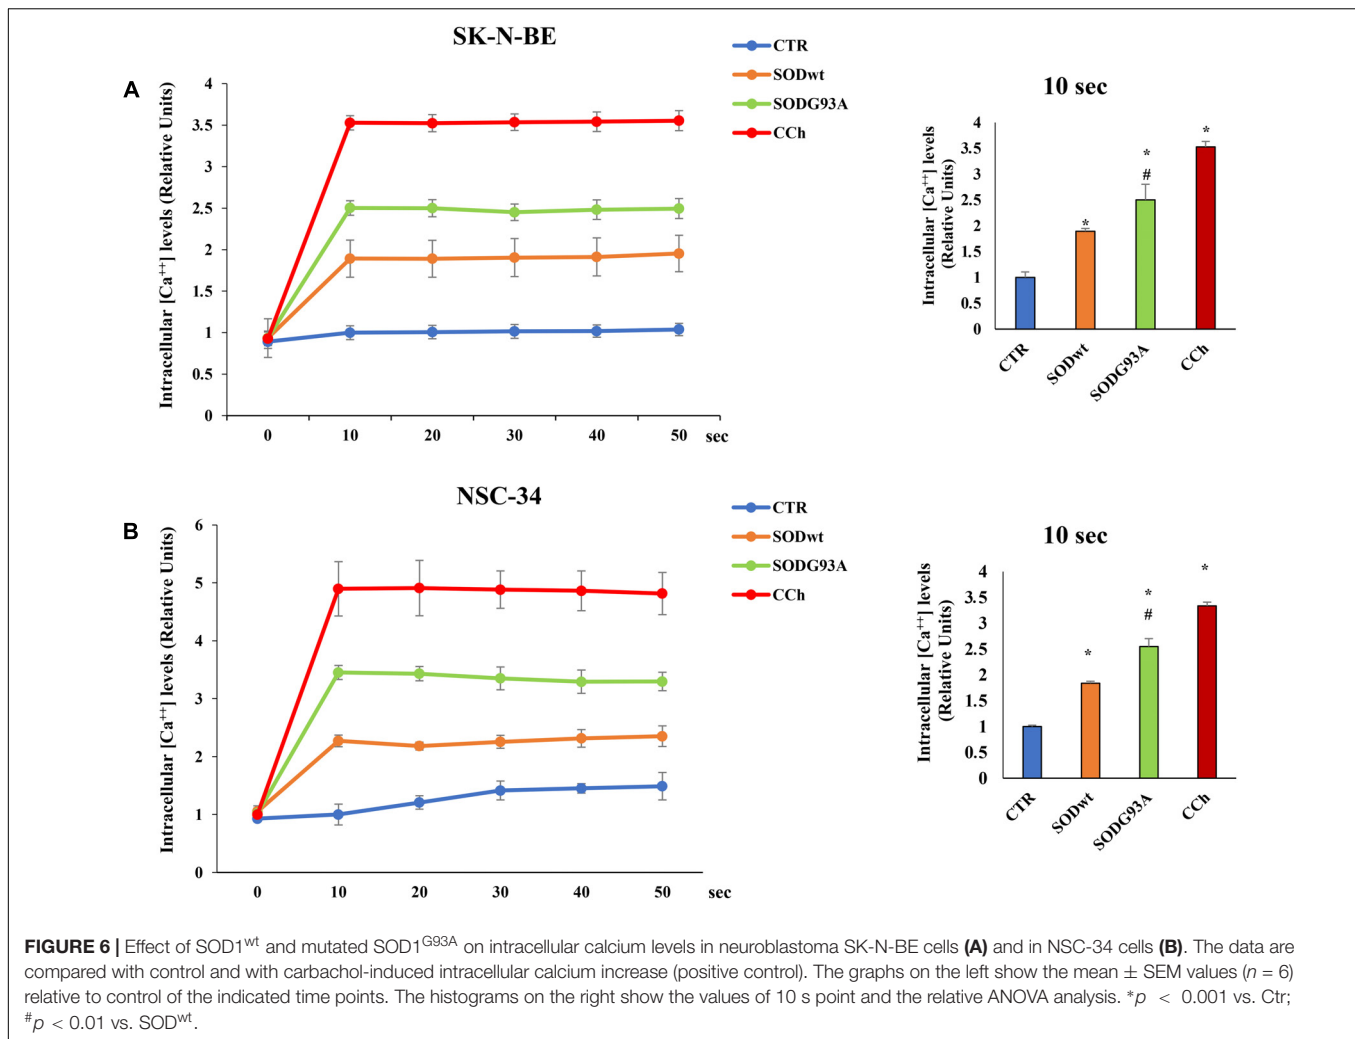 SK-N-BE
A
CTR
SODwt
SODG93A
CCh
Intracellular [Ca⁺⁺] levels (Relative Units)
4
3.5
3
2.5
2
1.5
1
0.5
0
0 10 20 30 40 50 sec
10 sec
Intracellular [Ca⁺⁺] levels
(Relative Units)
4
3.5
3
2.5
2
1.5
1
0.5
0
*
*
#
*
CTR SODwt SODG93A CCh
NSC-34
B
CTR
SODwt
SODG93A
CCh
Intracellular [Ca⁺⁺] levels (Relative Units)
6
5
4
3
2
1
0
0 10 20 30 40 50 sec
10 sec
Intracellular [Ca⁺⁺] levels
(Relative Units)
4
3.5
3
2.5
2
1.5
1
0.5
0
*
*
#
*
CTR SODwt SODG93A CCh
FIGURE 6 | Effect of SOD1ʷᵗ and mutated SOD1ᴳ⁹³ᴬ on intracellular calcium levels in neuroblastoma SK-N-BE cells (A) and in NSC-34 cells (B). The data are
compared with control and with carbachol-induced intracellular calcium increase (positive control). The graphs on the left show the mean ± SEM values (n = 6)
relative to control of the indicated time points. The histograms on the right show the values of 10 s point and the relative ANOVA analysis. *p < 0.001 vs. Ctr;
#p < 0.01 vs. SODʷᵗ.